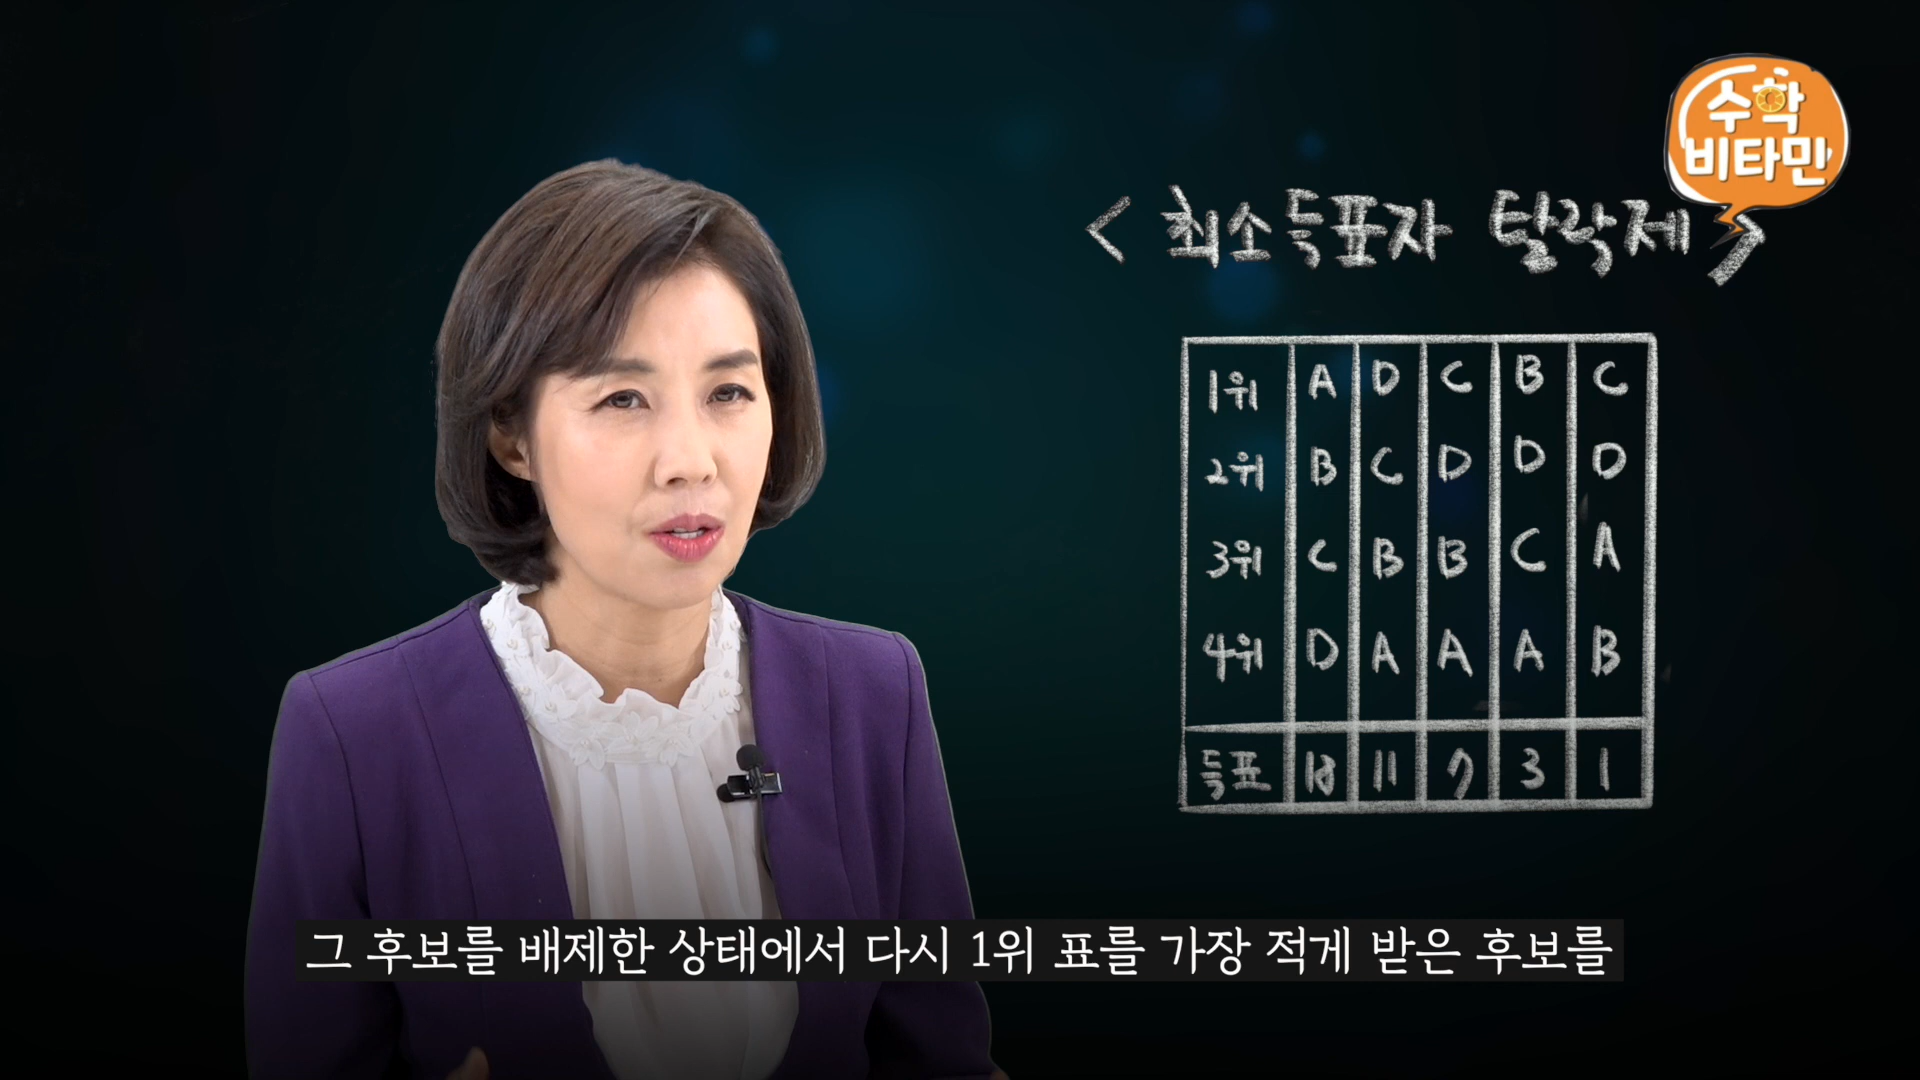 수학
비타민
< 최소득표자 탈락제 >
1위 A D C B C
2위 B C D D D
3위 C B B C A
4위 D A A A B
득표 18 11 7 3 1
그 후보를 배제한 상태에서 다시 1위 표를 가장 적게 받은 후보를